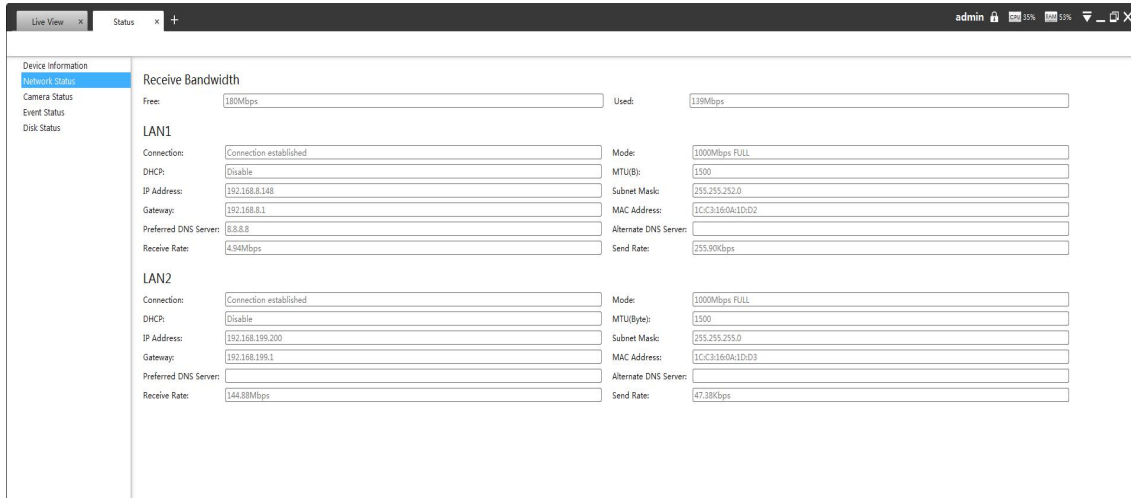 Live View × Status × + admin CPU 35% RAM 53%
Device Information
Network Status
Camera Status
Event Status
Disk Status
Receive Bandwidth
Free: 180Mbps Used: 139Mbps
LAN1
Connection: Connection established Mode: 1000Mbps FULL
DHCP: Disable MTU(B): 1500
IP Address: 192.168.8.148 Subnet Mask: 255.255.252.0
Gateway: 192.168.8.1 MAC Address: 1C:C3:16:0A:1D:D2
Preferred DNS Server: 8.8.8.8 Alternate DNS Server:
Receive Rate: 4.94Mbps Send Rate: 255.90Kbps
LAN2
Connection: Connection established Mode: 1000Mbps FULL
DHCP: Disable MTU(Byte): 1500
IP Address: 192.168.199.200 Subnet Mask: 255.255.255.0
Gateway: 192.168.199.1 MAC Address: 1C:C3:16:0A:1D:D3
Preferred DNS Server: Alternate DNS Server:
Receive Rate: 144.88Mbps Send Rate: 47.38Kbps